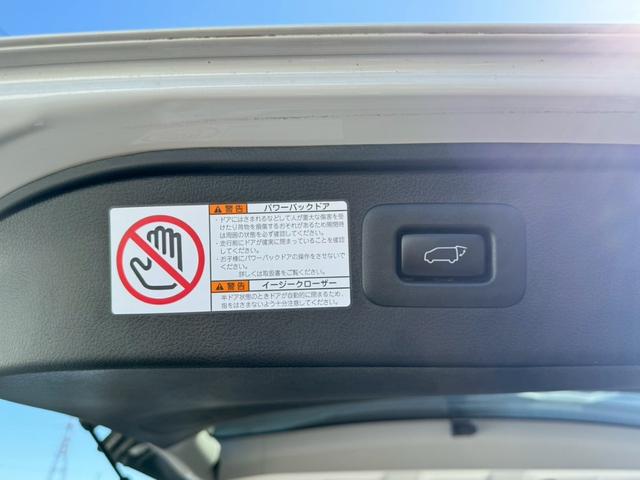 警告 パワーバックドア
・ドアにはさまれるなどして人が重大な傷害を受
けたり荷物を損傷するおそれがあるため開閉時
は周囲の状態を必ず確認してください。
・走行前にドアが確実に閉まっていることを確認
してください。
・お子様にパワーバックドアの操作をさせないで
ください。
詳しくは取扱書をご覧ください。
警告 イージークローザー
半ドア状態のときドアが自動的に閉まるため、
指をはさまないよう十分注意してください。